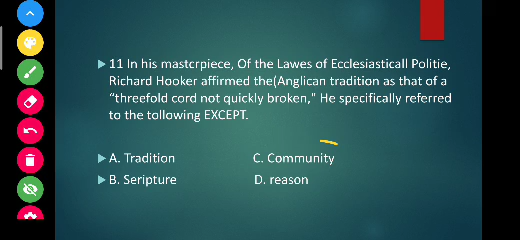 11 In his mastcrpiece, Of the Lawes of Ecclesiasticall Politie,
Richard Hooker affirmed the(Anglican tradition as that of a
"threefold cord not quickly broken," He specifically referred
to the tollowing EXCEPT.
A. Tradition C. Community
B. Seripture D. reason